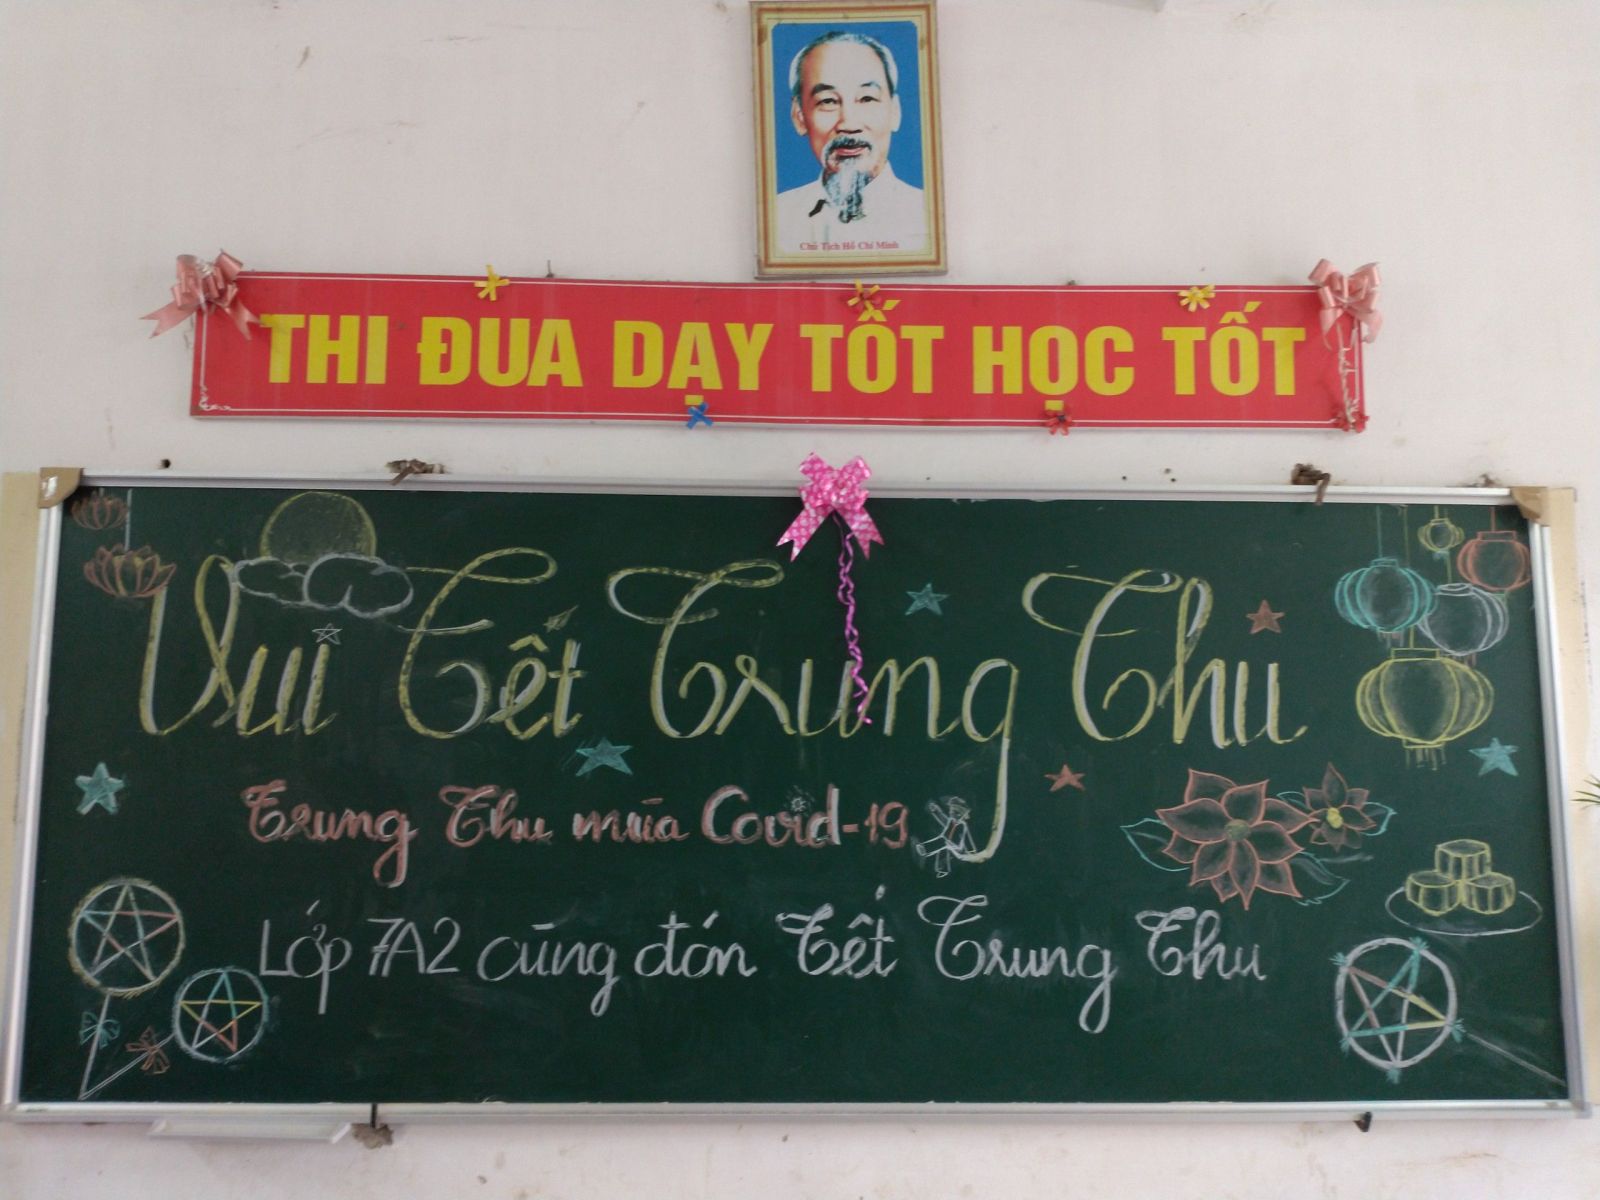 Chủ Tịch Hồ Chí Minh
THI ĐUA DẠY TỐT HỌC TỐT
Vui Tết Trung Thu
Trung Thu mùa Covid-19
Lớp 7A2 cùng đón Tết Trung Thu